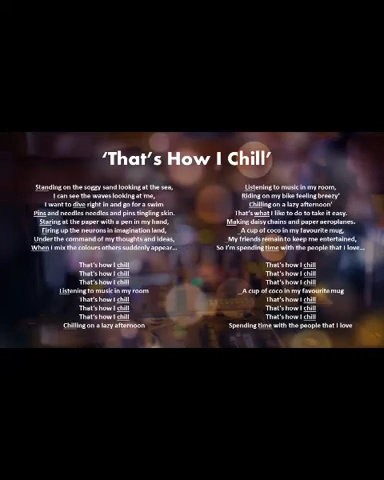 ‘That’s How I Chill’
Standing on the soggy sand looking at the sea,
I can see the waves looking at me,
I want to dive right in and go for a swim
Pins and needles needles and pins tingling skin.
Staring at the paper with a pen in my hand,
Firing up the neurons in imagination land,
Under the command of my thoughts and ideas,
When I mix the colours others suddenly appear...
That's how I chill
That's how I chill
That's how I chill
Listening to music in my room
That's how I chill
That's how I chill
That's how I chill
Chilling on a lazy afternoon
Listening to music in my room,
Riding on my bike feeling breezy'
Chilling on a lazy afternoon'
That's what I like to do to take it easy.
Making daisy chains and paper aeroplanes.
_A cup of coco in my favourite mug,
My friends remain to keep me entertained,
So I'm spending time with the people that I love...
That's how I chill
That's how I chill
That's how I chill
_A cup of coco in my favourite mug
That's how I chill
That's how I chill
That's how I chill
Spending time with the people that I love